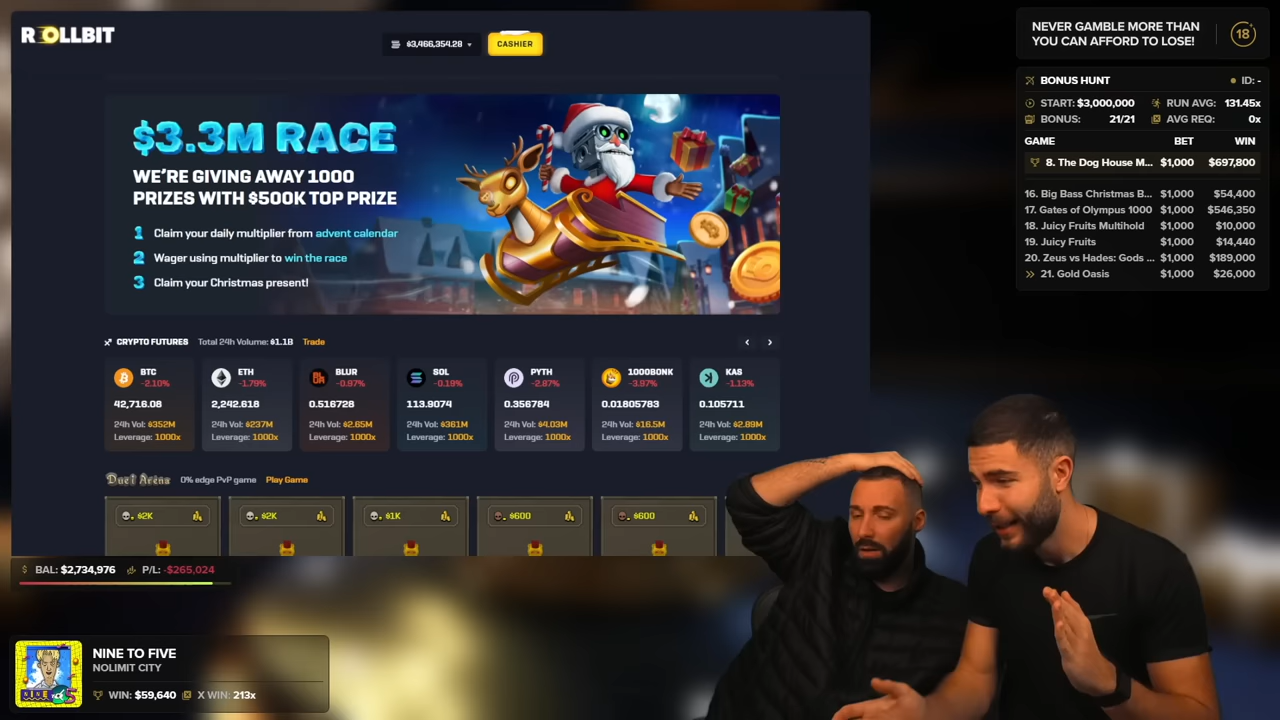 ROLLBIT
$3,466,354.28
CASHIER
$3.3M RACE
WE'RE GIVING AWAY 1000
PRIZES WITH $500K TOP PRIZE
1 Claim your daily multiplier from advent calendar
2 Wager using multiplier to win the race
3 Claim your Christmas present!
CRYPTO FUTURES Total 24h Volume: $1.1B Trade
BTC
-2.10%
42,716.08
24h Vol: $352M
Leverage: 1000x
ETH
-1.79%
2,242.618
24h Vol: $237M
Leverage: 1000x
BLUR
-0.97%
0.516728
24h Vol: $2.65M
Leverage: 1000x
SOL
-0.18%
113.9074
24h Vol: $361M
Leverage: 1000x
PYTH
-2.87%
0.356784
24h Vol: $4.03M
Leverage: 1000x
1000BONK
-3.97%
0.01805783
24h Vol: $16.5M
Leverage: 1000x
KAS
-1.13%
0.105711
24h Vol: $2.89M
Leverage: 1000x
Duel Arena 0% edge PvP game Play Game
$2K
$2K
$1K
$600
$600
BAL: $2,734,976 P/L: -$265,024
NINE TO FIVE
NOLIMIT CITY
WIN: $59,640 X WIN: 213x
NEVER GAMBLE MORE THAN
YOU CAN AFFORD TO LOSE!
18
BONUS HUNT ID: -
START: $3,000,000 RUN AVG: 131.45x
BONUS: 21/21 AVG REQ: 0x
GAME BET WIN
8. The Dog House M... $1,000 $697,800
16. Big Bass Christmas B... $1,000 $54,400
17. Gates of Olympus 1000 $1,000 $546,350
18. Juicy Fruits Multihold $1,000 $10,000
19. Juicy Fruits $1,000 $14,440
20. Zeus vs Hades: Gods ... $1,000 $189,000
21. Gold Oasis $1,000 $26,000